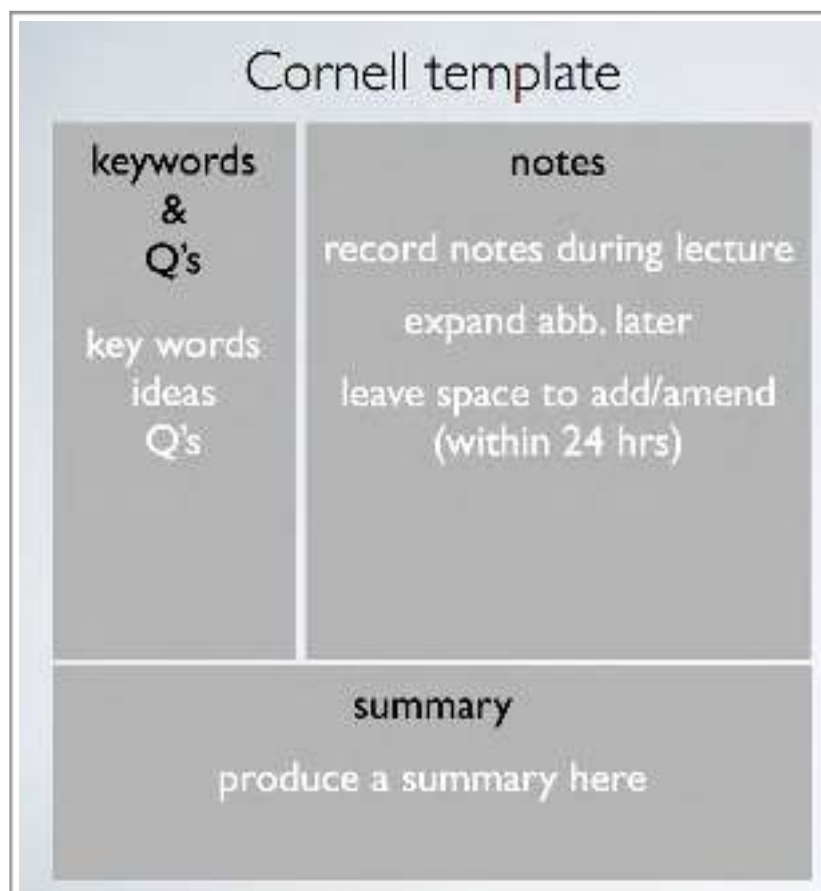 Cornell template
keywords
&
Q's
key words
ideas
Q's
notes
record notes during lecture
expand abb. later
leave space to add/amend
(within 24 hrs)
summary
produce a summary here